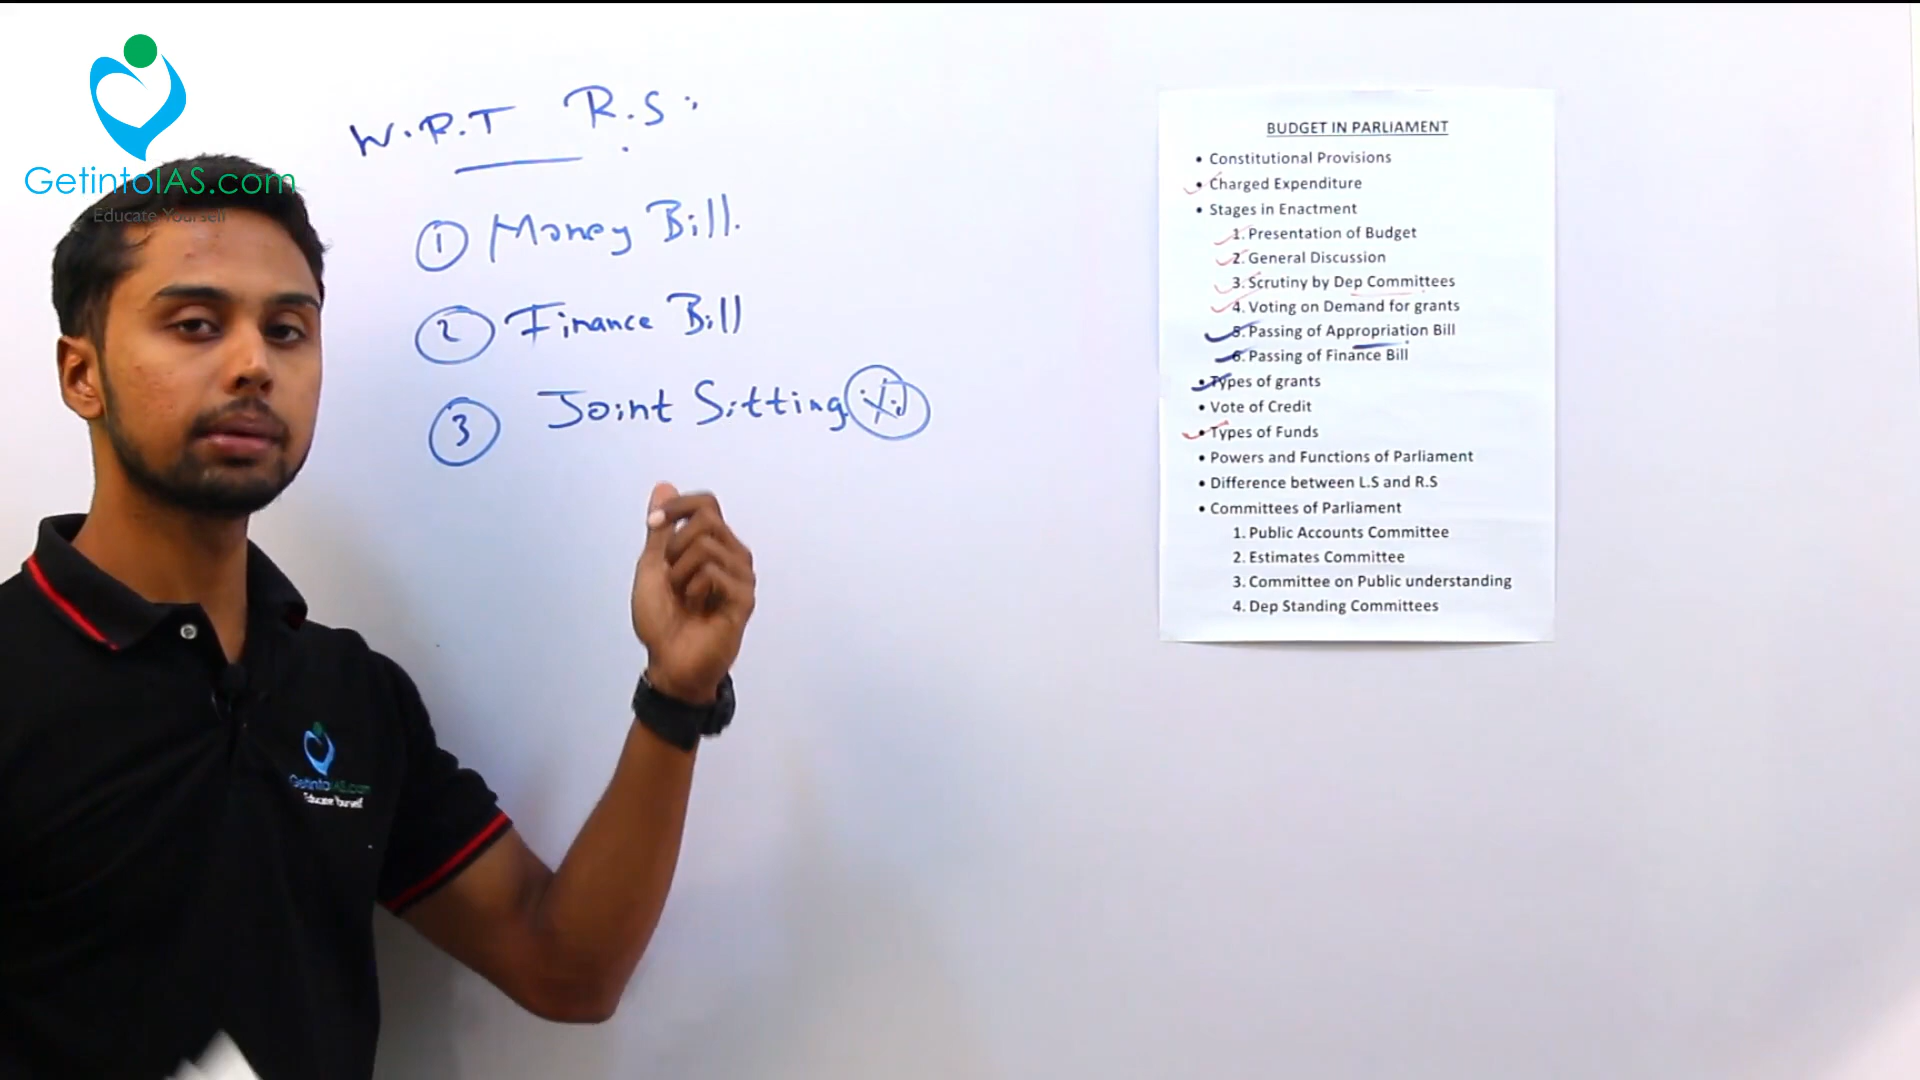 GetintoIAS.com
Educate Yourself
W.R.T R.S:
1 Money Bill.
2 Finance Bill
3 Joint Sitting
BUDGET IN PARLIAMENT
• Constitutional Provisions
• Charged Expenditure
• Stages in Enactment
1. Presentation of Budget
2. General Discussion
3. Scrutiny by Dep Committees
4. Voting on Demand for grants
5. Passing of Appropriation Bill
6. Passing of Finance Bill
• Types of grants
• Vote of Credit
• Types of Funds
• Powers and Functions of Parliament
• Difference between L.S and R.S
• Committees of Parliament
1. Public Accounts Committee
2. Estimates Committee
3. Committee on Public understanding
4. Dep Standing Committees
GetintoIAS.com
Educate Yourself